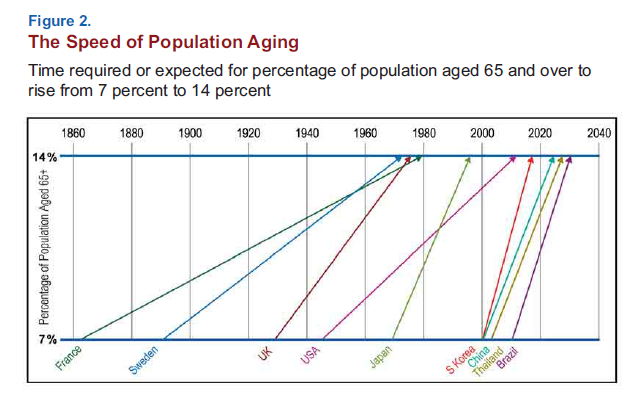 Figure 2.
The Speed of Population Aging
Time required or expected for percentage of population aged 65 and over to
rise from 7 percent to 14 percent
1860 1880 1900 1920 1940 1960 1980 2000 2020 2040
14%
Percentage of Population Aged 65+
7%
France Sweden UK USA Japan S Korea China Thailand Brazil